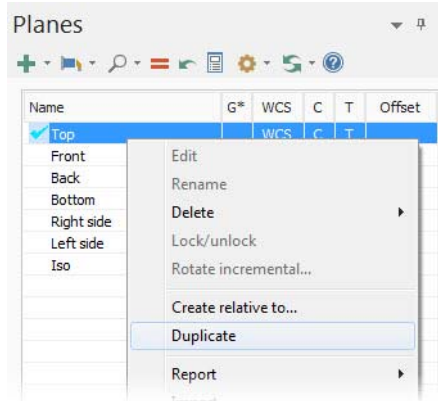 Planes
Name G* WCS C T Offset
Top WCS C T
Front
Back
Bottom
Right side
Left side
Iso
Edit
Rename
Delete
Lock/unlock
Rotate incremental...
Create relative to...
Duplicate
Report